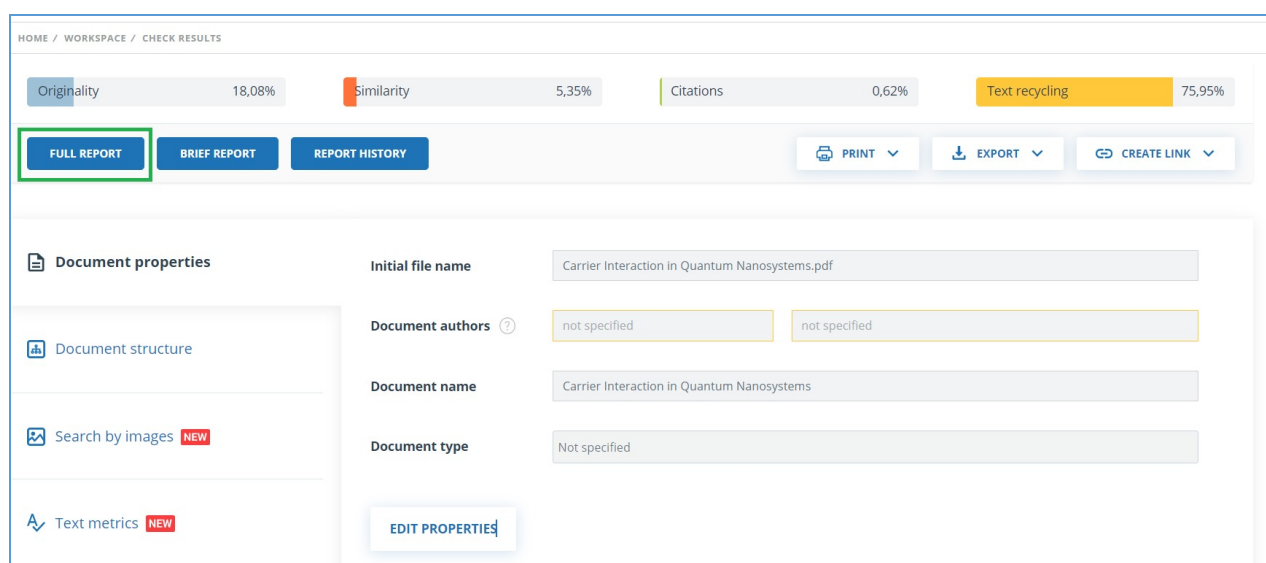 HOME / WORKSPACE / CHECK RESULTS
Originality 18,08% Similarity 5,35% Citations 0,62% Text recycling 75,95%
FULL REPORT BRIEF REPORT REPORT HISTORY PRINT EXPORT CREATE LINK
Document properties
Initial file name Carrier Interaction in Quantum Nanosystems.pdf
Document authors ? not specified not specified
Document structure
Document name Carrier Interaction in Quantum Nanosystems
Search by images NEW
Document type Not specified
Text metrics NEW
EDIT PROPERTIES